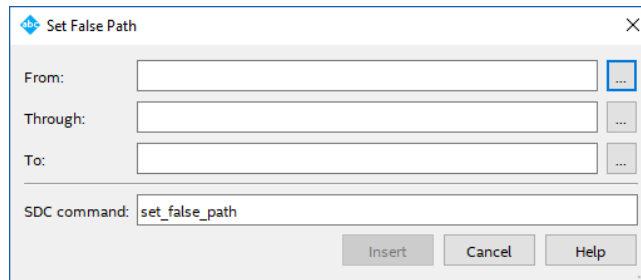 abc Set False Path
From: ...
Through: ...
To: ...
SDC command: set_false_path
Insert Cancel Help